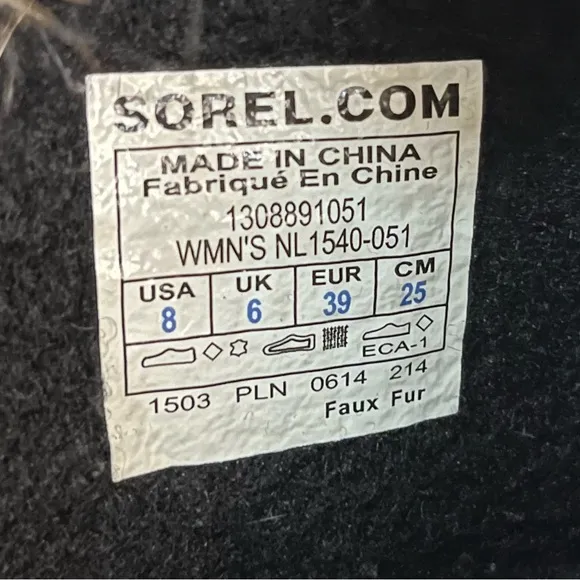 SOREL.COM
MADE IN CHINA
Fabriqué En Chine
1308891051
WMN'S NL1540-051
USA UK EUR CM
8 6 39 25
ECA-1
1503 PLN 0614 214
Faux Fur